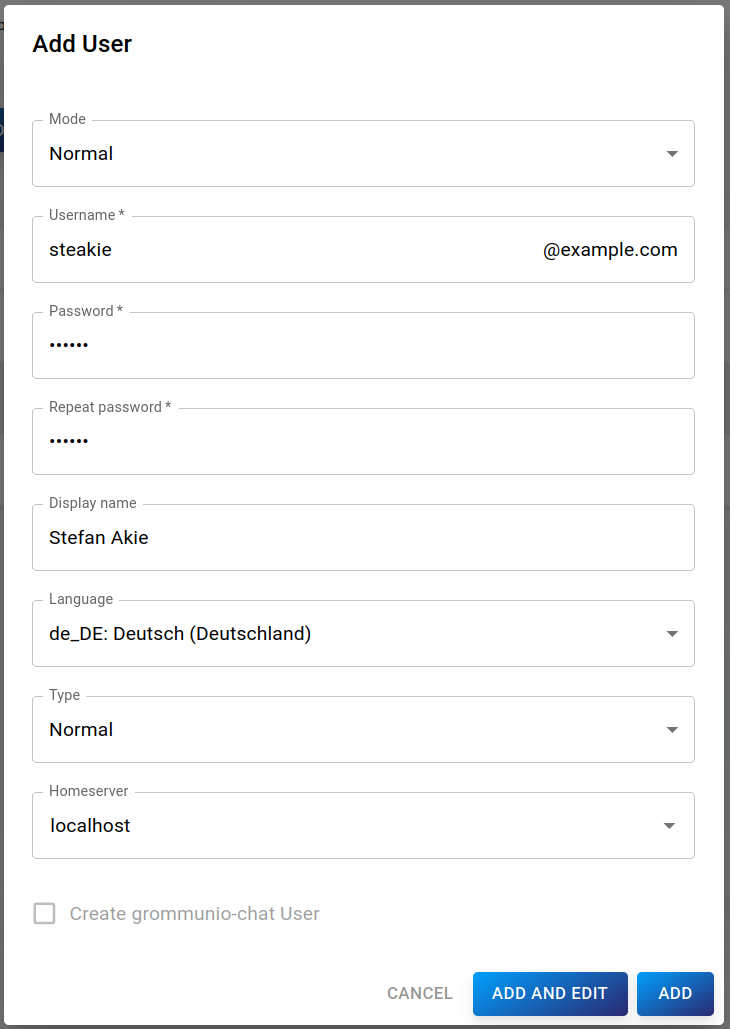 Add User
Mode
Normal
Username *
steakie @example.com
Password *
••••••
Repeat password *
••••••
Display name
Stefan Akie
Language
de_DE: Deutsch (Deutschland)
Type
Normal
Homeserver
localhost
Create grommunio-chat User
CANCEL ADD AND EDIT ADD